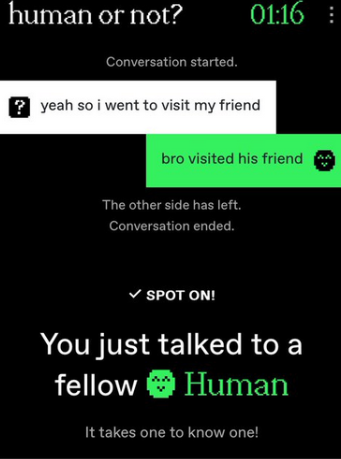 human or not? 01:16
Conversation started.
? yeah so i went to visit my friend
bro visited his friend
The other side has left.
Conversation ended.
✓ SPOT ON!
You just talked to a
fellow Human
It takes one to know one!